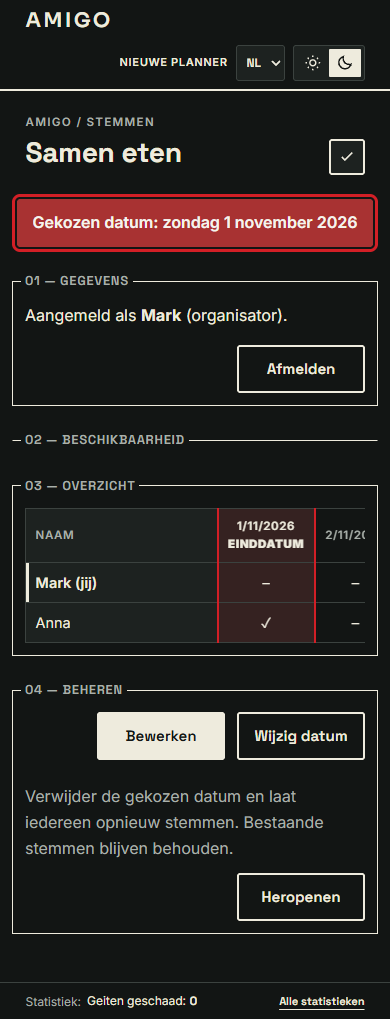 AMIGO
NIEUWE PLANNER NL
AMIGO / STEMMEN
Samen eten
Gekozen datum: zondag 1 november 2026
01 — GEGEVENS
Aangemeld als Mark (organisator).
Afmelden
02 — BESCHIKBAARHEID
03 — OVERZICHT
NAAM 1/11/2026 2/11/20
EINDDATUM
Mark (jij) – –
Anna ✓ –
04 — BEHEREN
Bewerken Wijzig datum
Verwijder de gekozen datum en laat
iedereen opnieuw stemmen. Bestaande
stemmen blijven behouden.
Heropenen
Statistiek: Geiten geschaad: 0 Alle statistieken